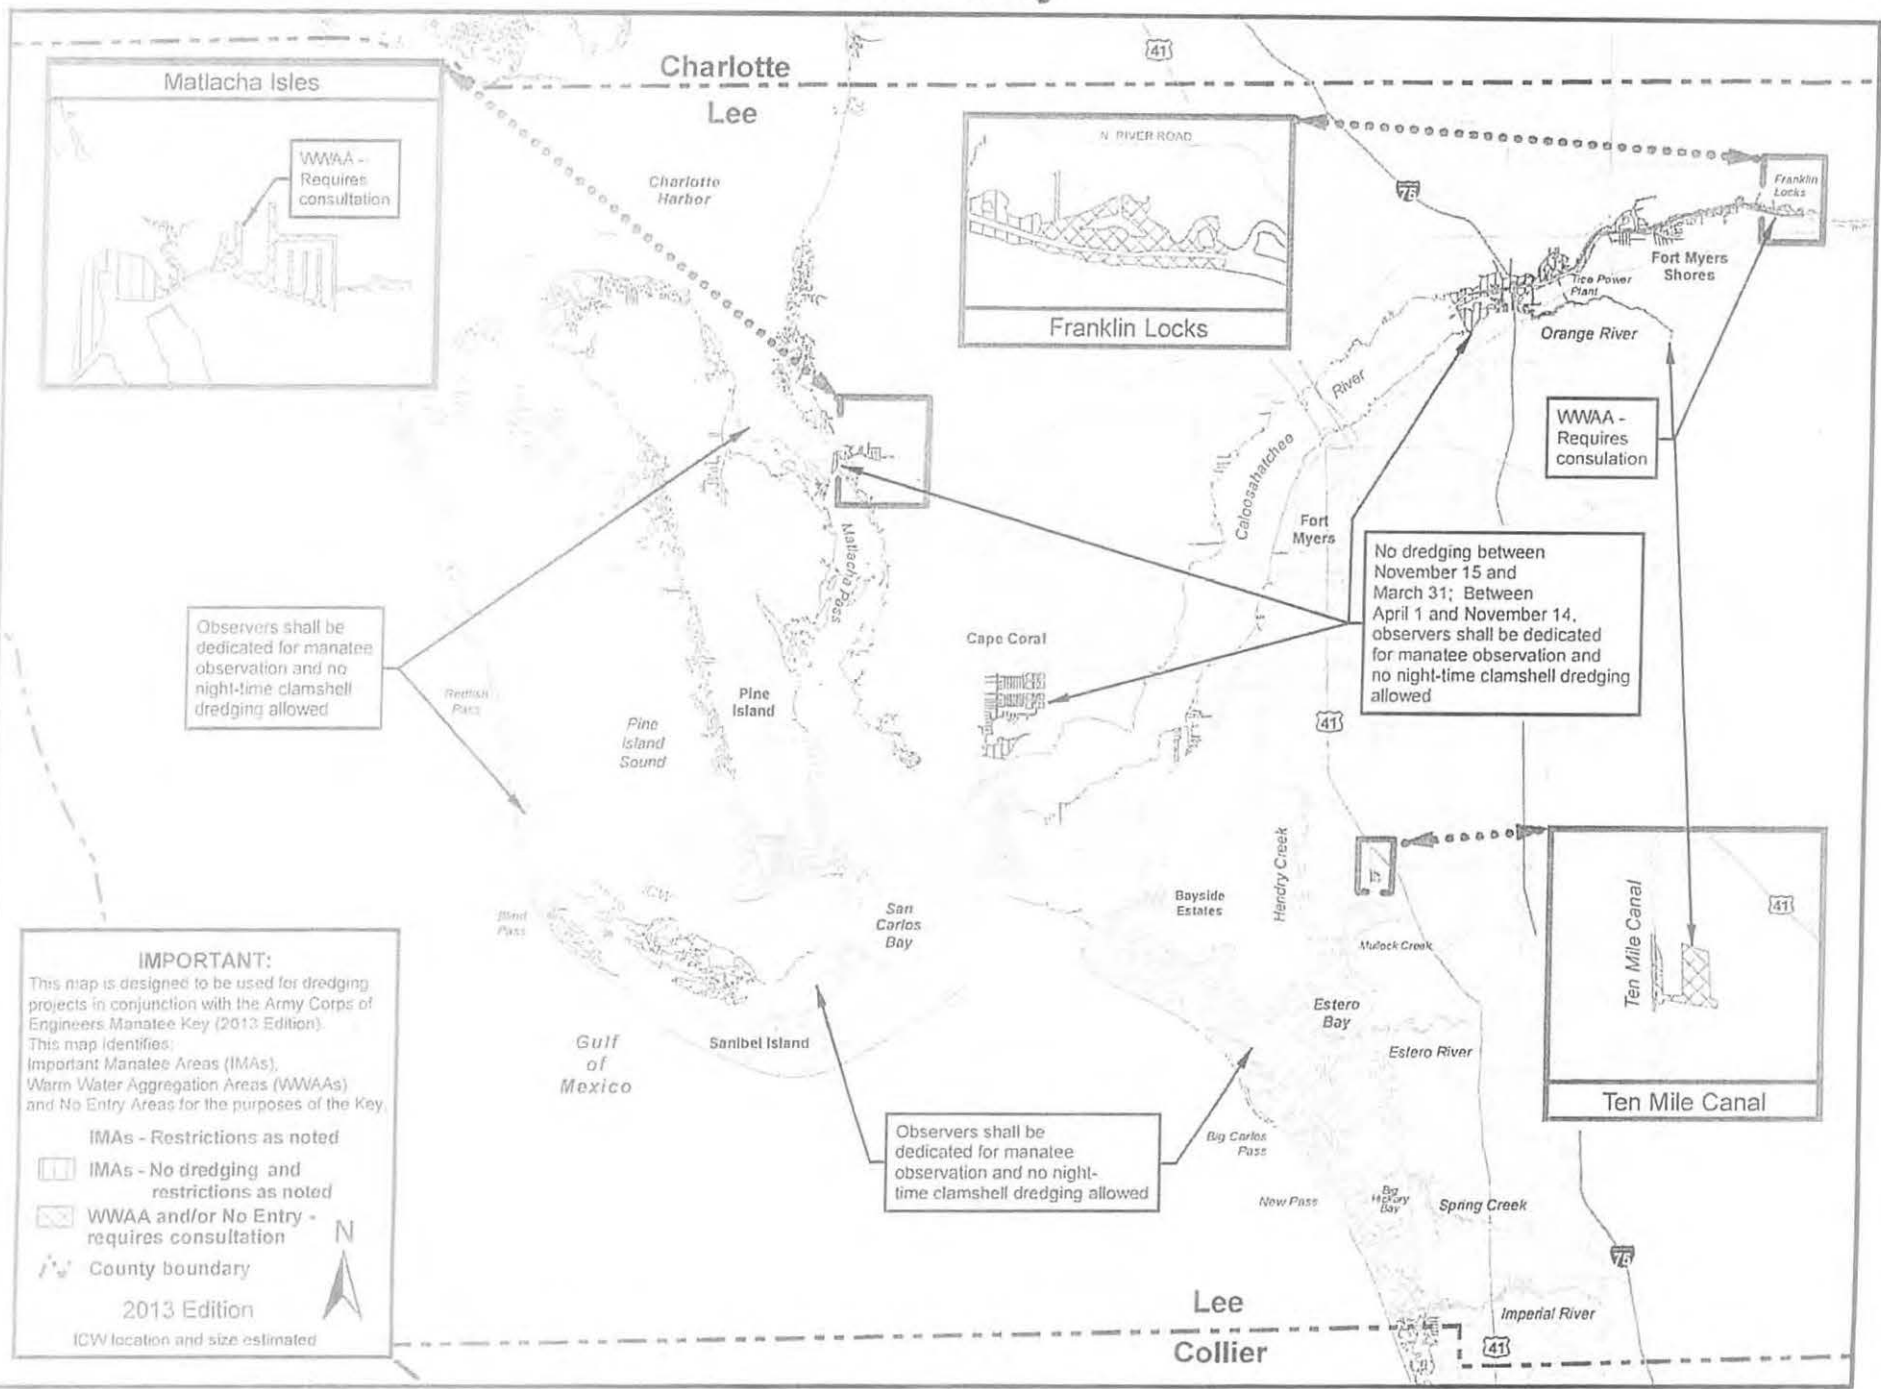 Charlotte
Lee
41
Matlacha Isles
WWAA -
Requires
consultation
Charlotte
Harbor
N RIVER ROAD
Franklin Locks
75
Franklin
Locks
Fort Myers
Shores
Tice Power
Plant
Orange River
River
Caloosahatchee
WWAA -
Requires
consulation
Fort
Myers
No dredging between
November 15 and
March 31; Between
April 1 and November 14,
observers shall be dedicated
for manatee observation and
no night-time clamshell dredging
allowed
Matlacha Pass
Observers shall be
dedicated for manatee
observation and no
night-time clamshell
dredging allowed
Redfish
Pass
Pine
Island
Sound
Pine
Island
Cape Coral
41
Hendry Creek
Bayside
Estates
Mullock Creek
Ten Mile Canal
41
Ten Mile Canal
ICW
Blind
Pass
San
Carlos
Bay
Sanibel Island
Gulf
of
Mexico
Estero
Bay
Estero River
Observers shall be
dedicated for manatee
observation and no night-
time clamshell dredging allowed
Big Carlos
Pass
New Pass
Big
Hickory
Bay
Spring Creek
75
Imperial River
Lee
Collier
41
IMPORTANT:
This map is designed to be used for dredging
projects in conjunction with the Army Corps of
Engineers Manatee Key (2013 Edition).
This map identifies:
Important Manatee Areas (IMAs),
Warm Water Aggregation Areas (WWAAs)
and No Entry Areas for the purposes of the Key.
IMAs - Restrictions as noted
IMAs - No dredging and
restrictions as noted
WWAA and/or No Entry -
requires consultation
County boundary
N
2013 Edition
ICW location and size estimated